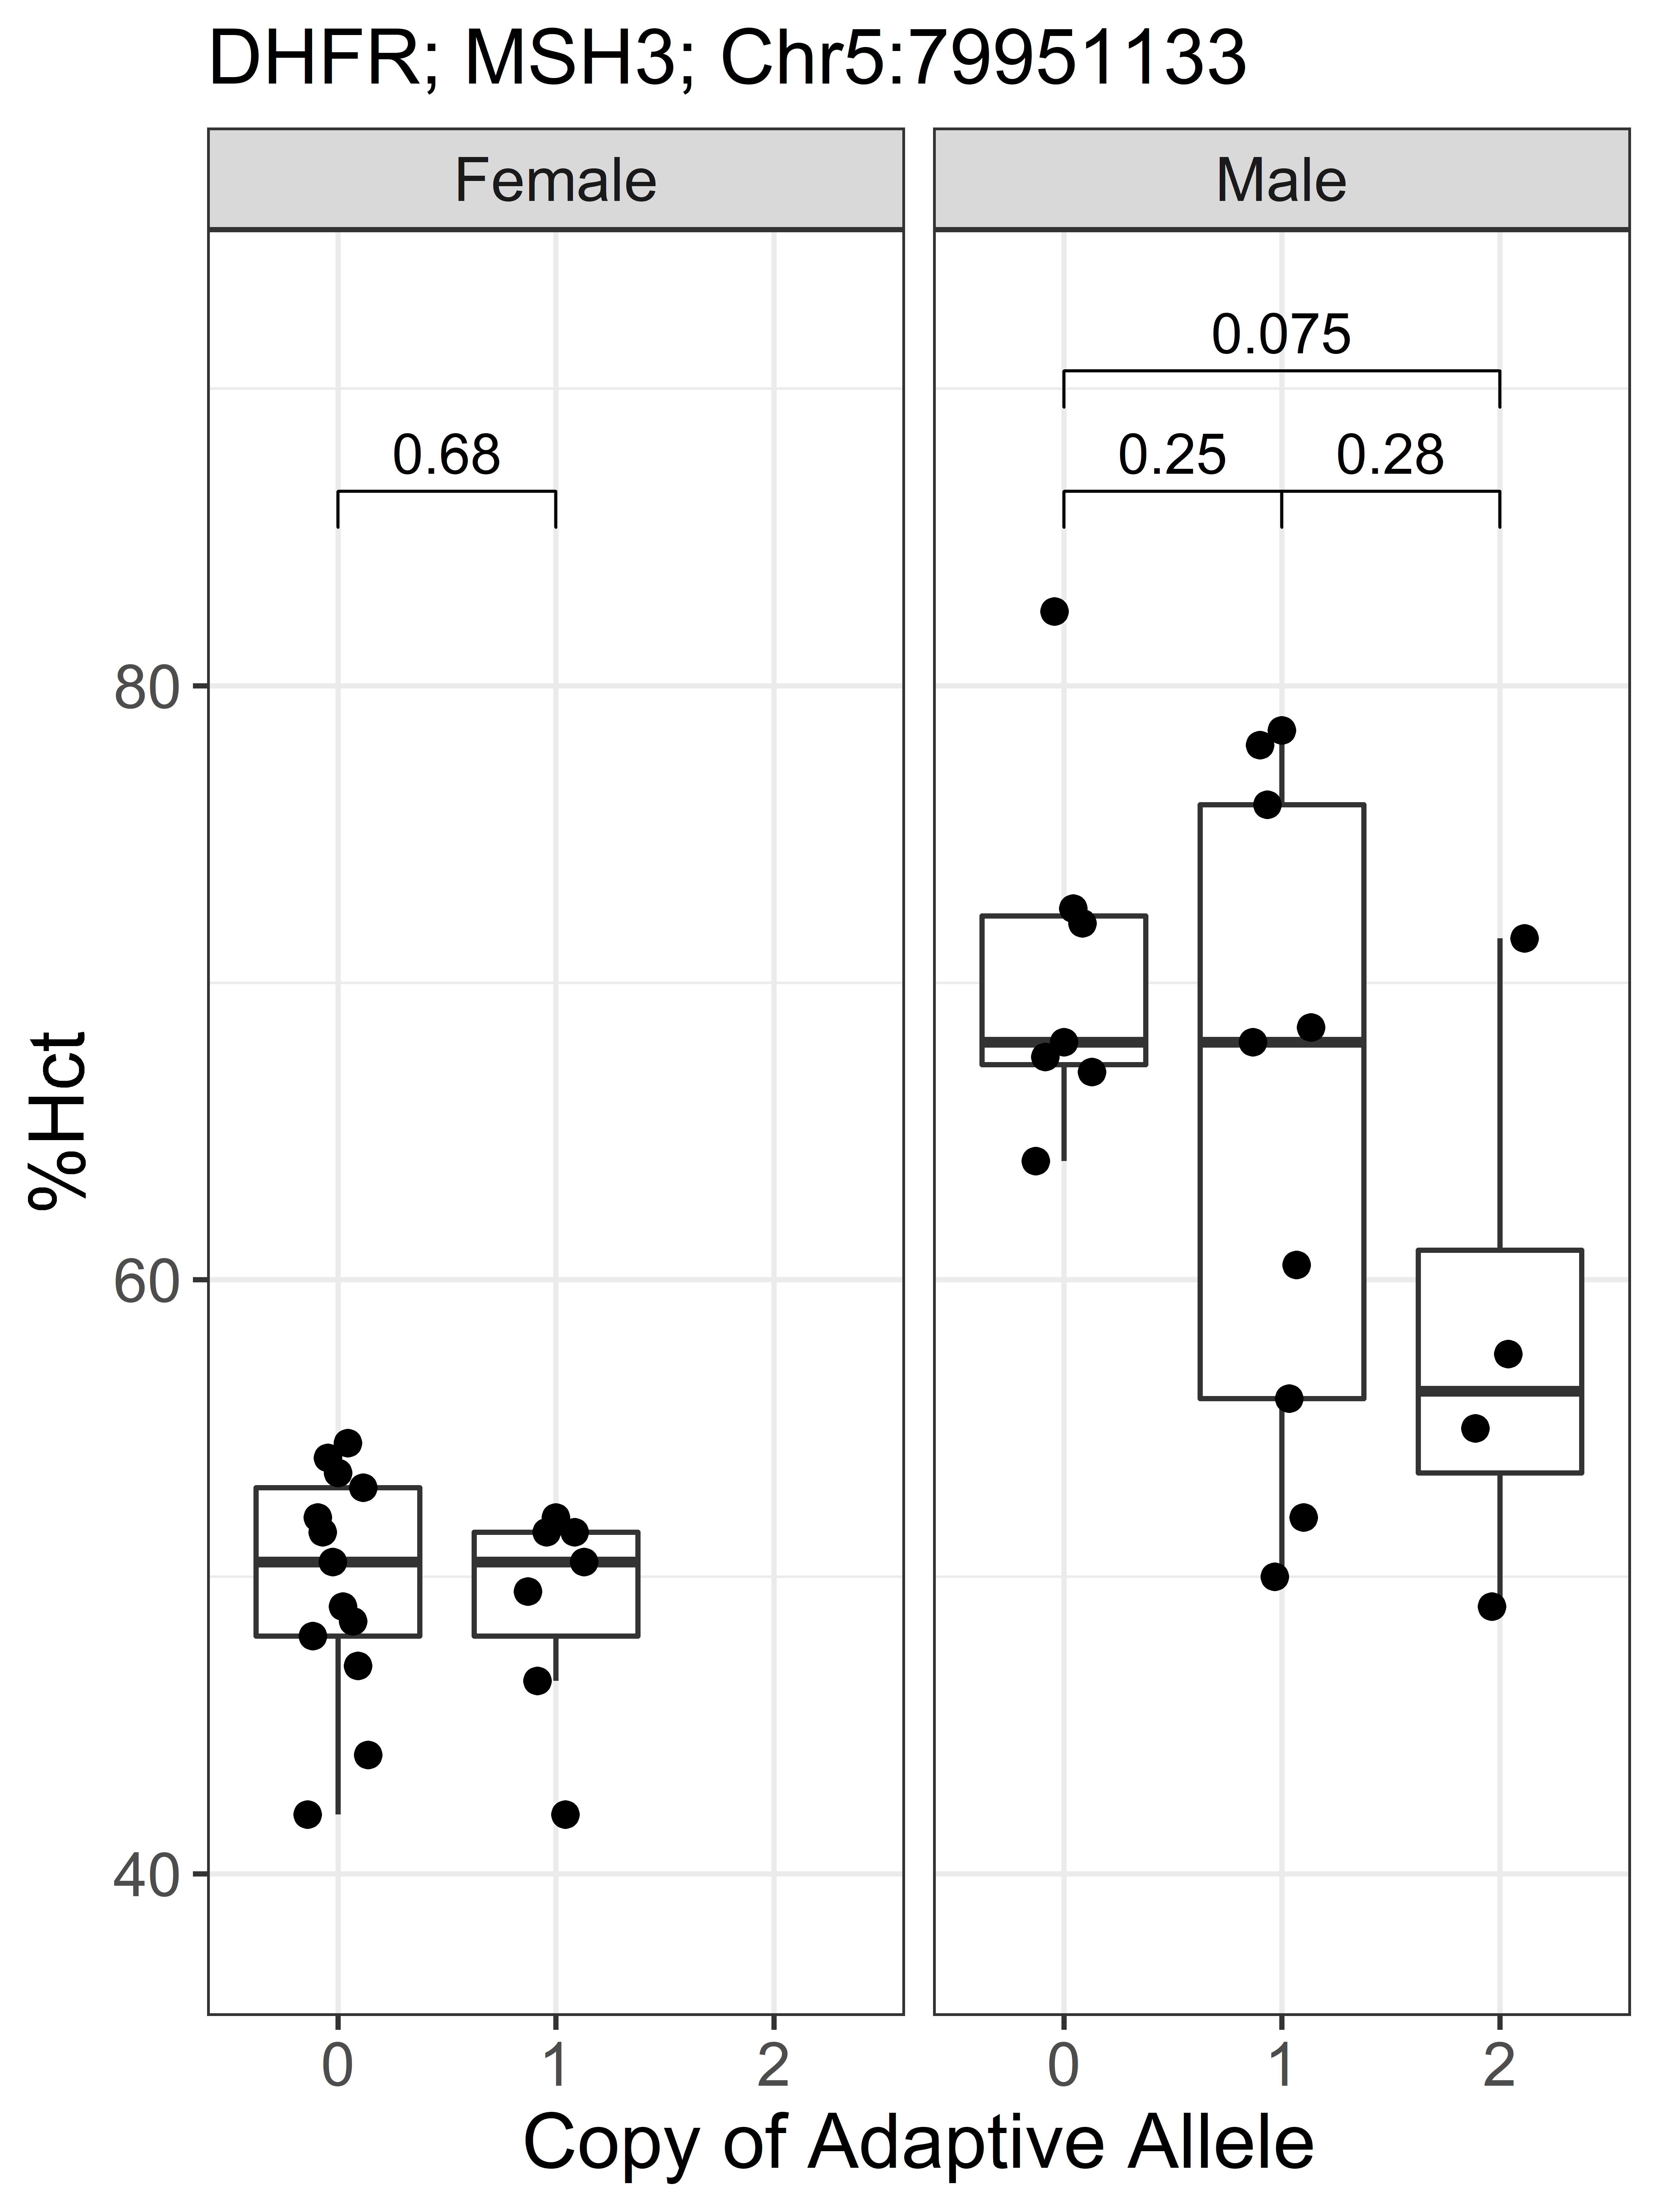 DHFR; MSH3; Chr5:79951133
Female
Male
0.075
0.68
0.25
0.28
80
60
40
%Hct
0 1 2
0 1 2
Copy of Adaptive Allele